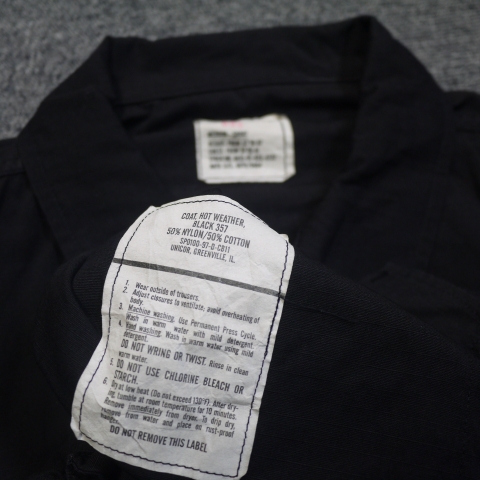 COAT, HOT WEATHER,
BLACK 357
50% NYLON/50% COTTON
SPO100-97-D-CB11
UNICOR, GREENVILLE, IL.
1. Wear outside of trousers.
2. Adjust closures to ventilate, avoid overheating of
body.
3. Machine washing. Use Permanent Press Cycle.
Wash in warm water with mild detergent.
4. Hand washing. Wash in warm water using mild
detergent.
DO NOT WRING OR TWIST. Rinse in clean
warm water.
5. DO NOT USE CHLORINE BLEACH OR
STARCH.
6. Dry at low heat (Do not exceed 130°F). After dry-
ing, tumble at room temperature for 10 minutes.
Remove immediately from dryer. To drip dry,
remove from water and place on rust-proof
hanger.
DO NOT REMOVE THIS LABEL